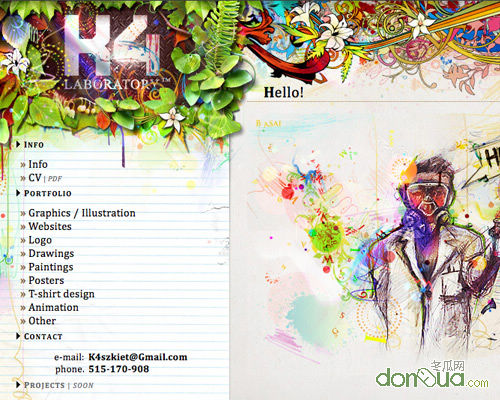 K4
LABORATORY™
Hello!
INFO
» Info
» CV | PDF
PORTFOLIO
» Graphics / Illustration
» Websites
» Logo
» Drawings
» Paintings
» Posters
» T-shirt design
» Animation
» Other
CONTACT
e-mail: K4szkiet@Gmail.com
phone. 515-170-908
PROJECTS | SOON
冬瓜网
donGua.com